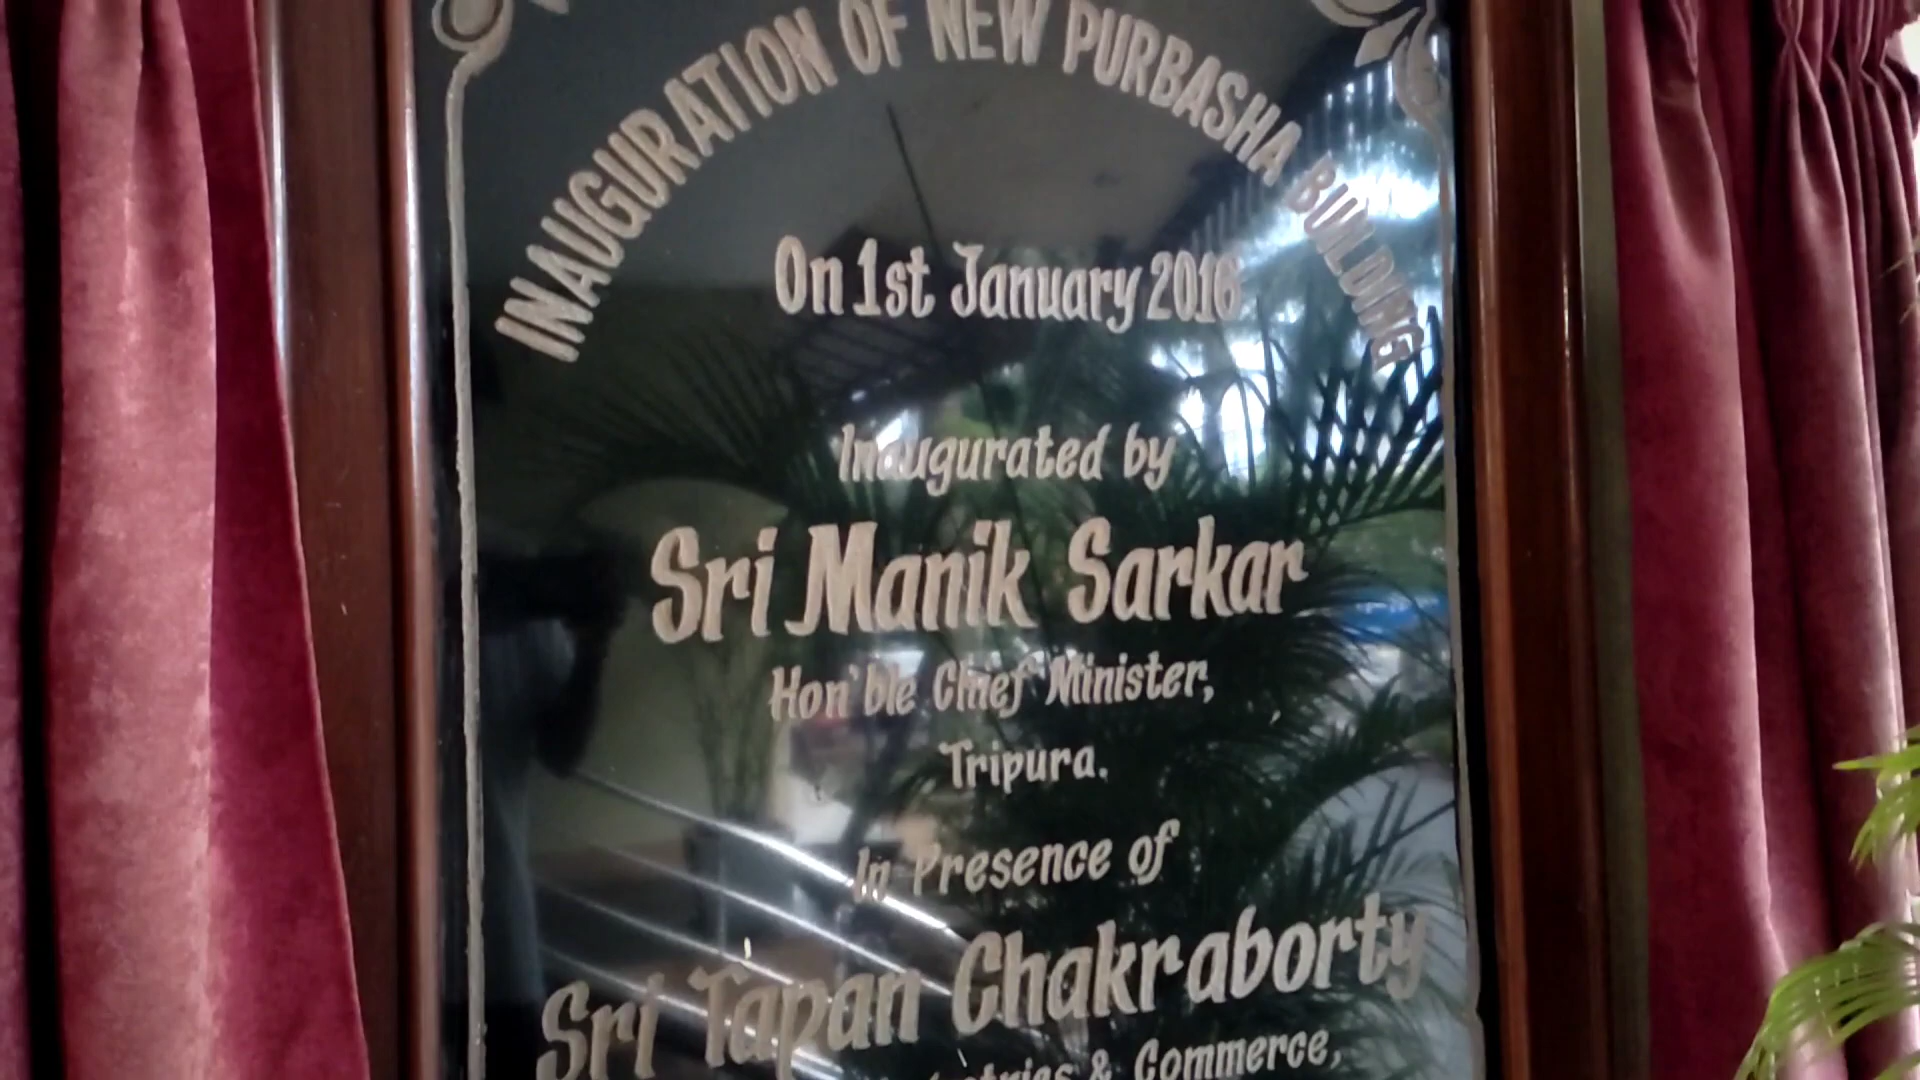 INAUGURATION OF NEW PURBASHA BUILDING
On 1st January 2016
Inaugurated by
Sri Manik Sarkar
Hon'ble Chief Minister,
Tripura.
In Presence of
Sri Tapan Chakraborty
& Commerce,